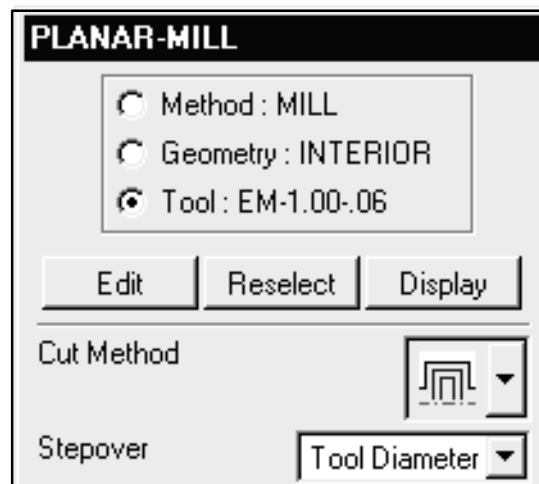 PLANAR-MILL
Method : MILL
Geometry : INTERIOR
Tool : EM-1.00-.06
Edit Reselect Display
Cut Method
Stepover Tool Diameter